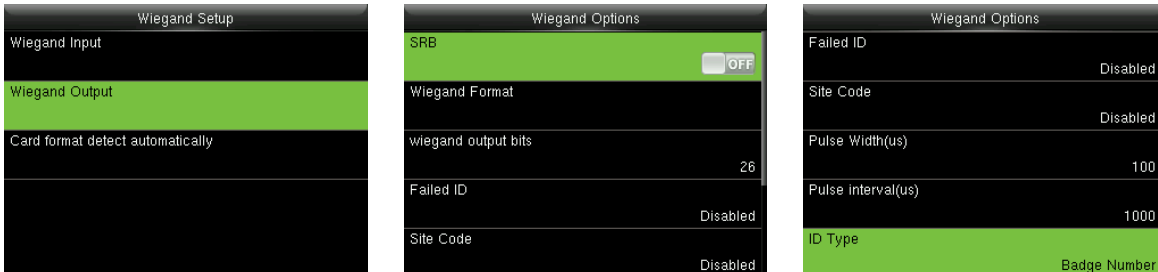 Wiegand Setup
Wiegand Input
Wiegand Output
Card format detect automatically
Wiegand Options
SRB
OFF
Wiegand Format
wiegand output bits
26
Failed ID
Disabled
Site Code
Disabled
Wiegand Options
Failed ID
Disabled
Site Code
Disabled
Pulse Width(us)
100
Pulse interval(us)
1000
ID Type
Badge Number